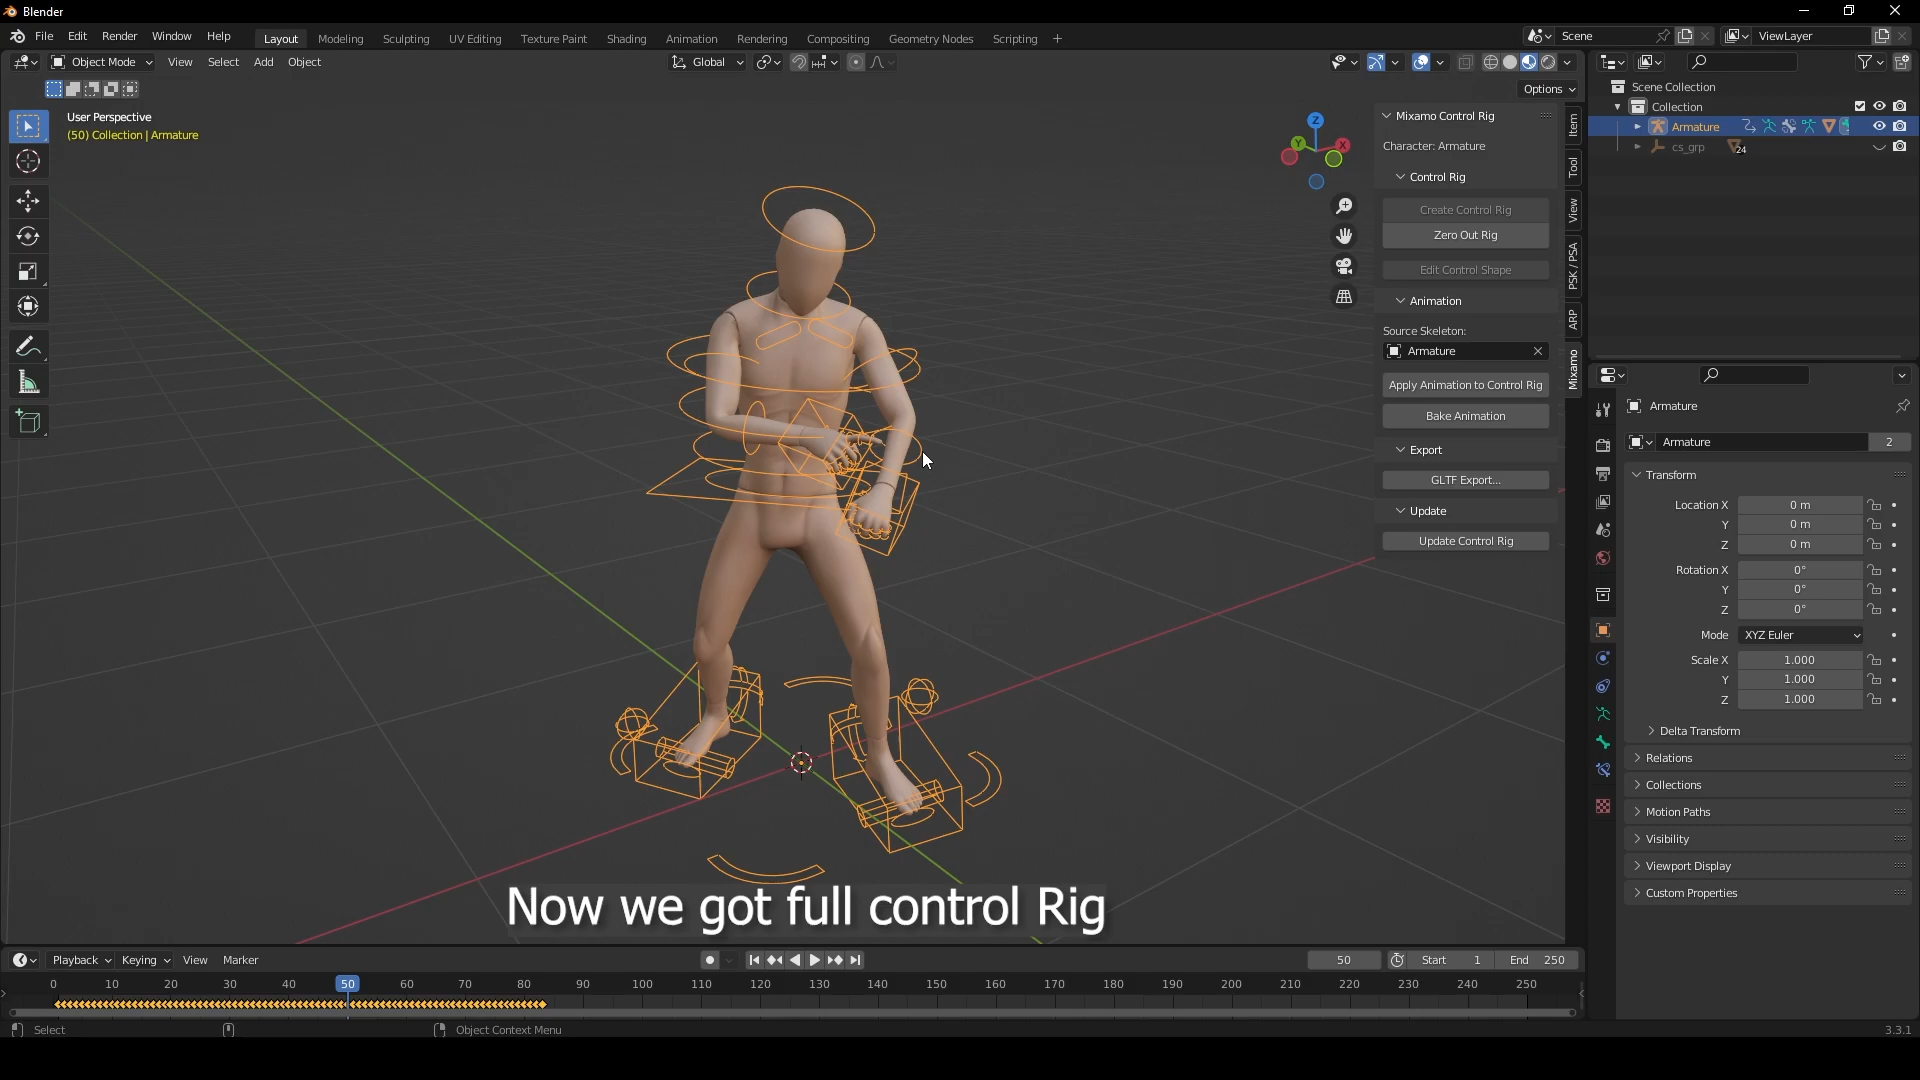 Blender
File Edit Render Window Help
Layout Modeling Sculpting UV Editing Texture Paint Shading Animation Rendering Compositing Geometry Nodes Scripting +
Scene
ViewLayer
Object Mode View Select Add Object
Global
Options
User Perspective
(50) Collection | Armature
Z
Y
X
Mixamo Control Rig
Character: Armature
Control Rig
Create Control Rig
Zero Out Rig
Edit Control Shape
Animation
Source Skeleton:
Armature
Apply Animation to Control Rig
Bake Animation
Export
GLTF Export...
Update
Update Control Rig
Item
Tool
View
PSK / PSA
ARP
Mixamo
Scene Collection
Collection
Armature
cs_grp
24
Armature
Armature 2
Transform
Location X 0 m
Y 0 m
Z 0 m
Rotation X 0°
Y 0°
Z 0°
Mode XYZ Euler
Scale X 1.000
Y 1.000
Z 1.000
Delta Transform
Relations
Collections
Motion Paths
Visibility
Viewport Display
Custom Properties
Now we got full control Rig
Playback Keying View Marker
50
Start 1
End 250
0 10 20 30 40 50 60 70 80 90 100 110 120 130 140 150 160 170 180 190 200 210 220 230 240 250
Select
Object Context Menu
3.3.1